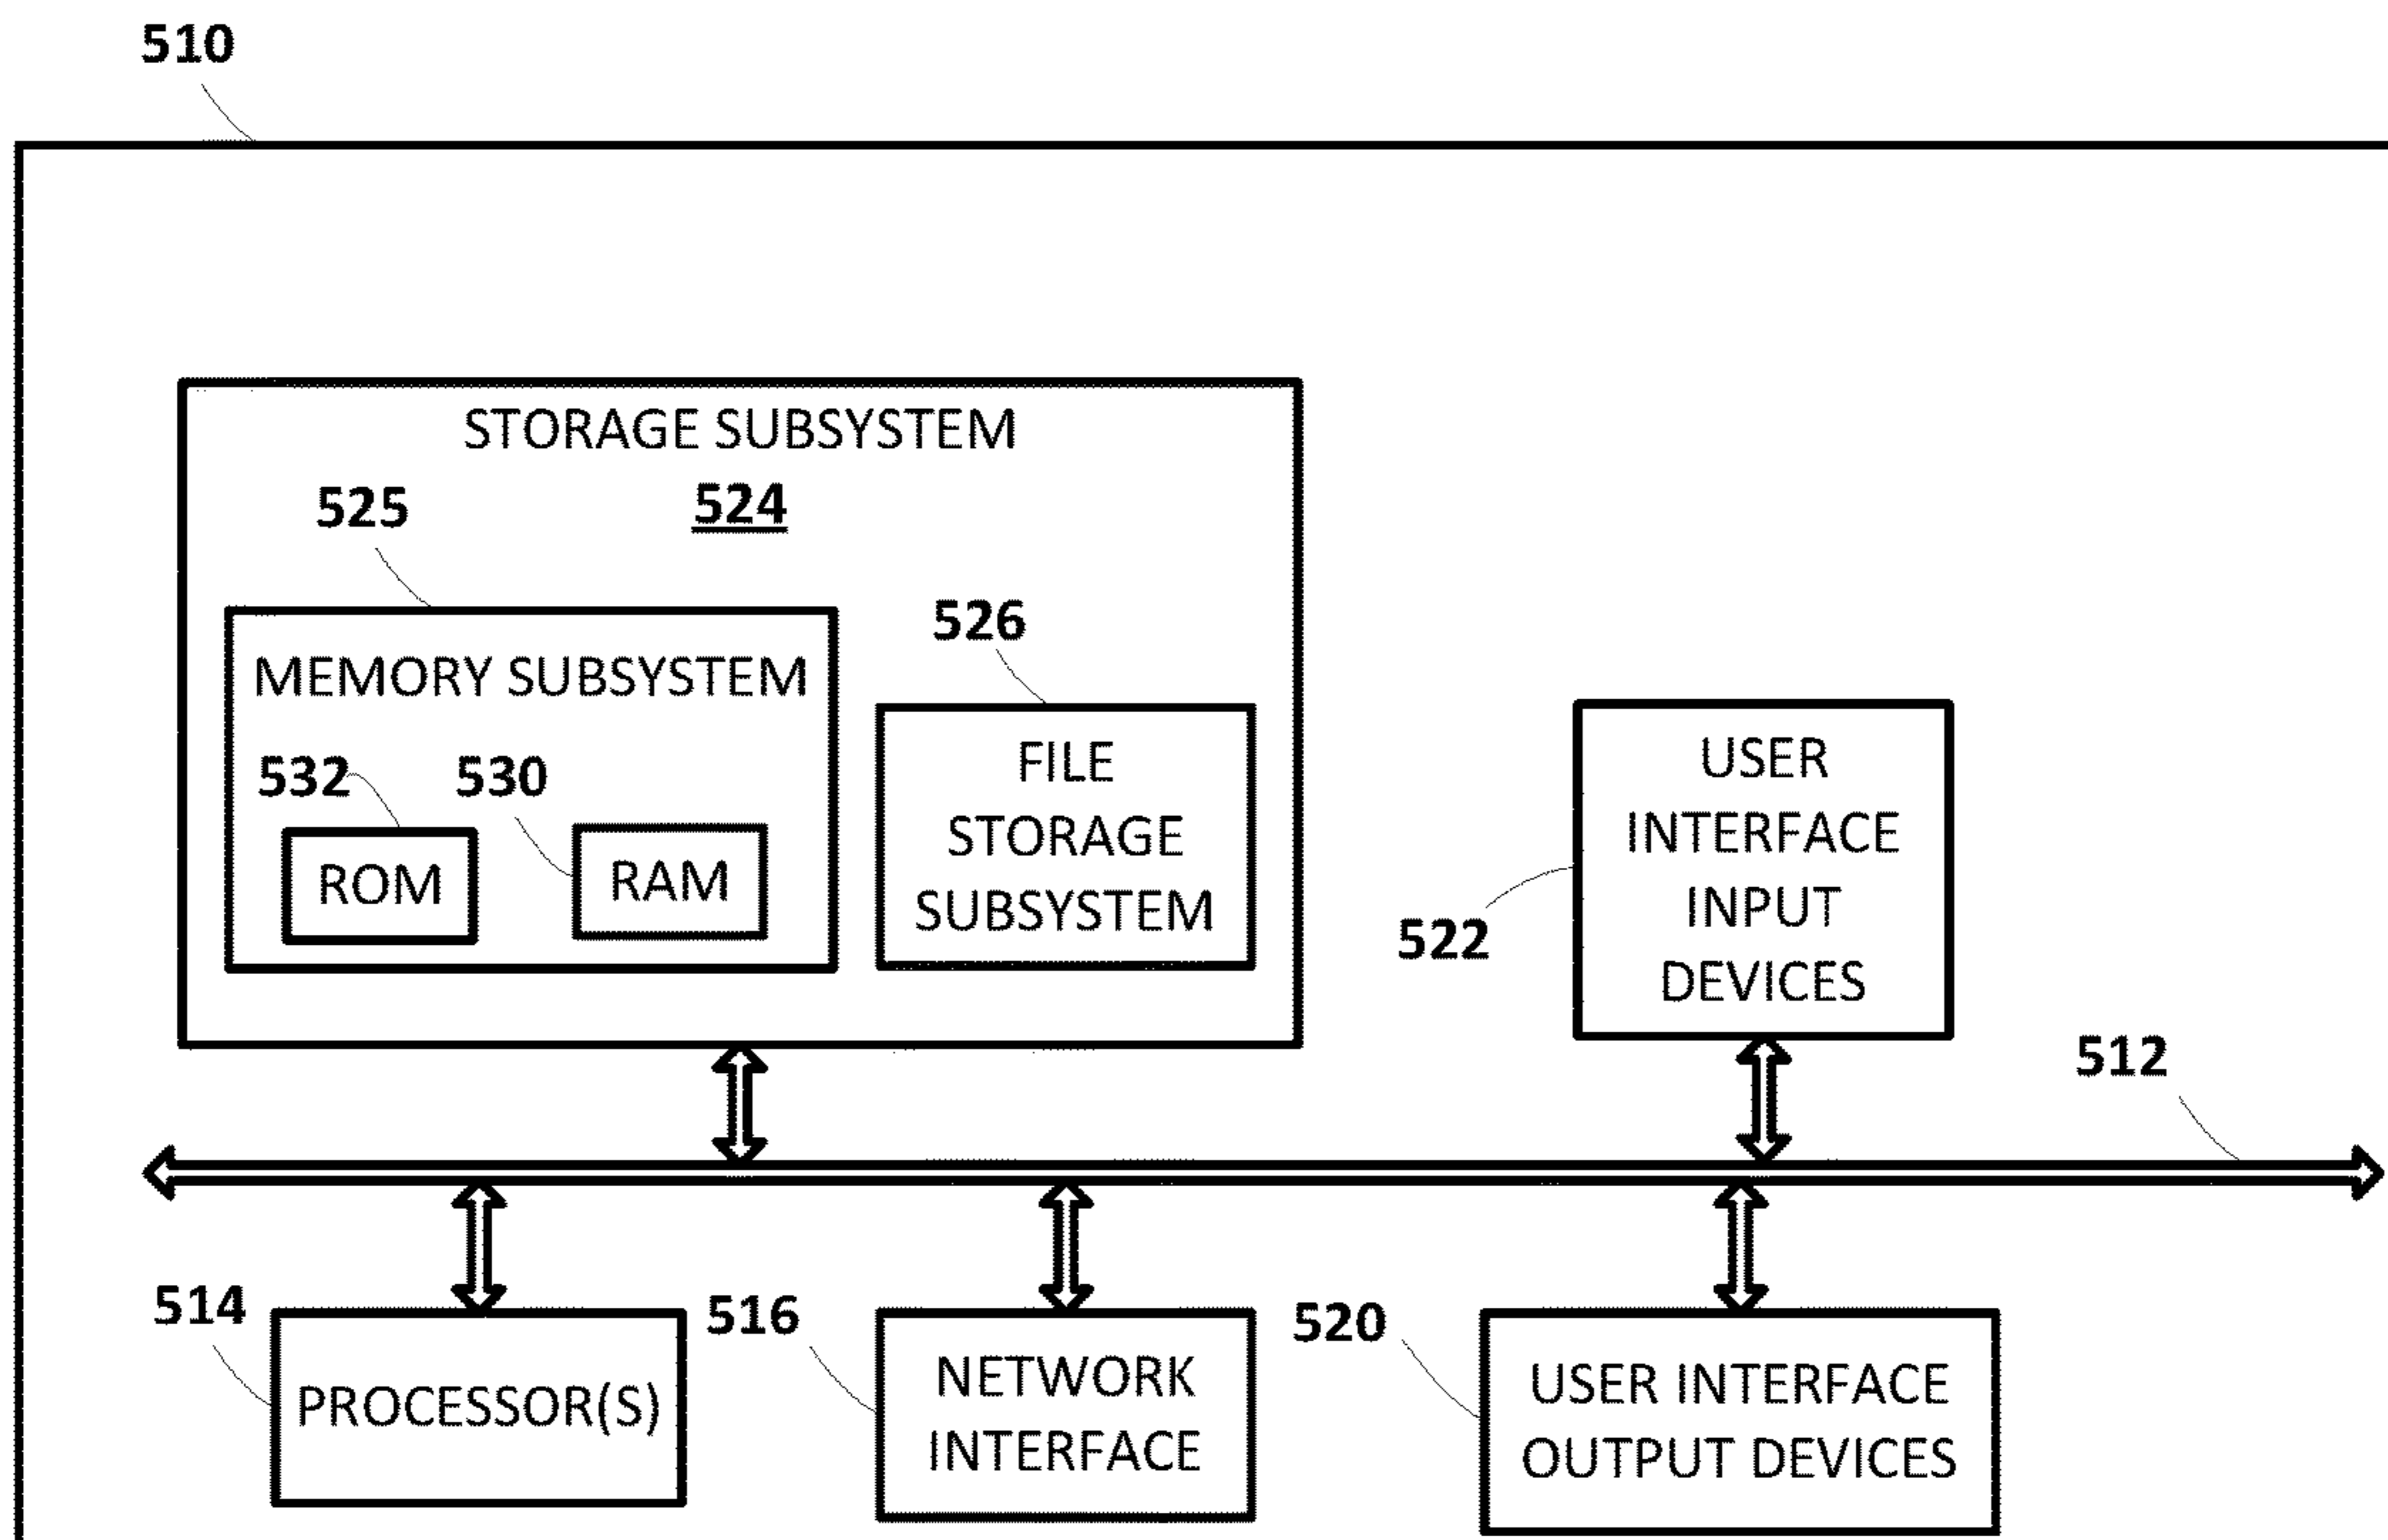 510
STORAGE SUBSYSTEM
524
525
MEMORY SUBSYSTEM
532
530
ROM
RAM
526
FILE
STORAGE
SUBSYSTEM
USER
INTERFACE
INPUT
DEVICES
522
512
514
PROCESSOR(S)
516
NETWORK
INTERFACE
520
USER INTERFACE
OUTPUT DEVICES